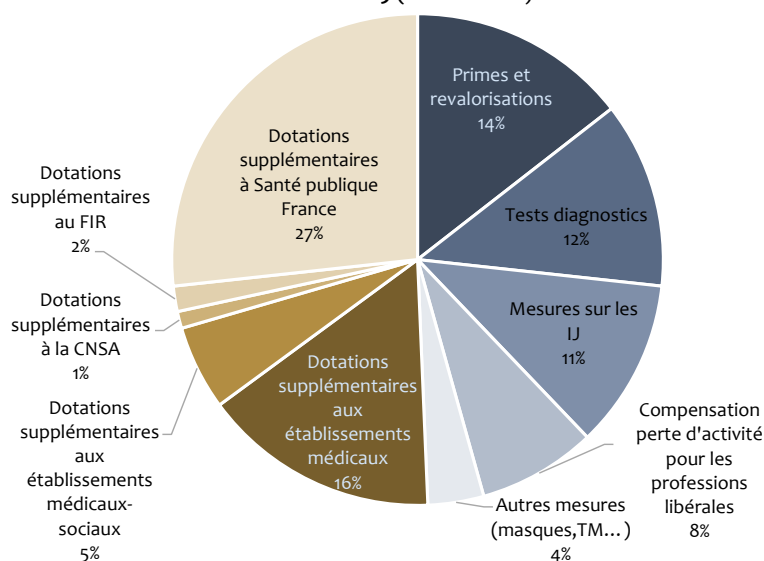 Primes et
revalorisations
14%
Tests diagnostics
12%
Mesures sur les
IJ
11%
Compensation
perte d'activité
pour les
professions
libérales
8%
Autres mesures
(masques,TM…)
4%
Dotations
supplémentaires
aux
établissements
médicaux
16%
Dotations
supplémentaires
aux
établissements
médicaux-
sociaux
5%
Dotations
supplémentaires
à la CNSA
1%
Dotations
supplémentaires
au FIR
2%
Dotations
supplémentaires
à Santé publique
France
27%